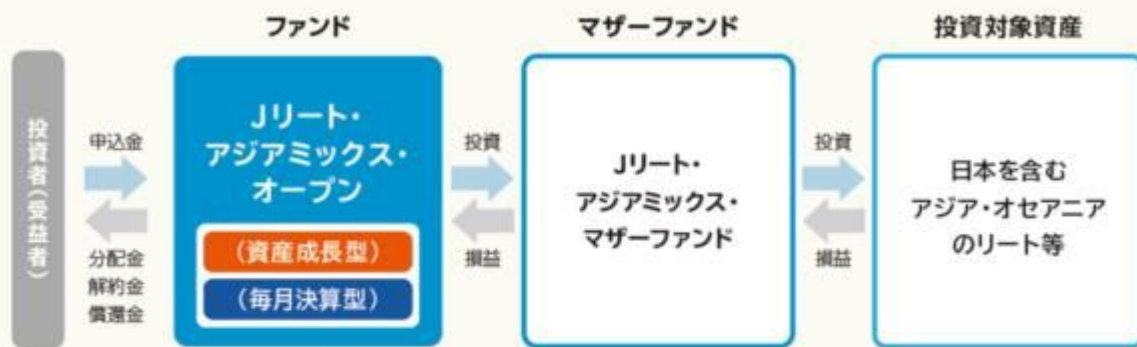 ファンド
マザーファンド
投資対象資産
投資者(受益者)
申込金
分配金
解約金
償還金
Jリート・
アジアミックス・
オープン
(資産成長型)
(毎月決算型)
投資
損益
Jリート・
アジアミックス・
マザーファンド
投資
損益
日本を含む
アジア・オセアニア
のリート等